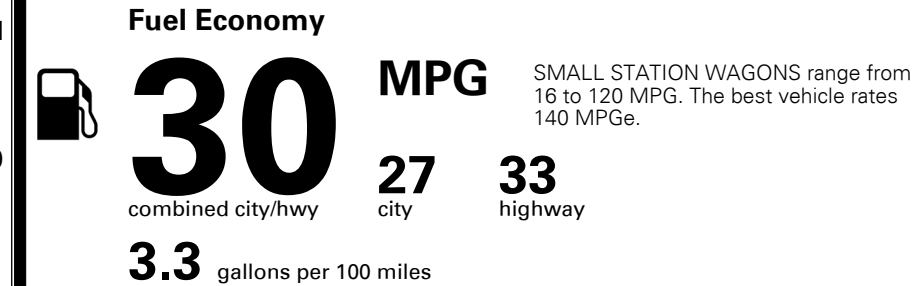 Fuel Economy
30
MPG
SMALL STATION WAGONS range from
16 to 120 MPG. The best vehicle rates
140 MPGe.
combined city/hwy
27
city
33
highway
3.3 gallons per 100 miles